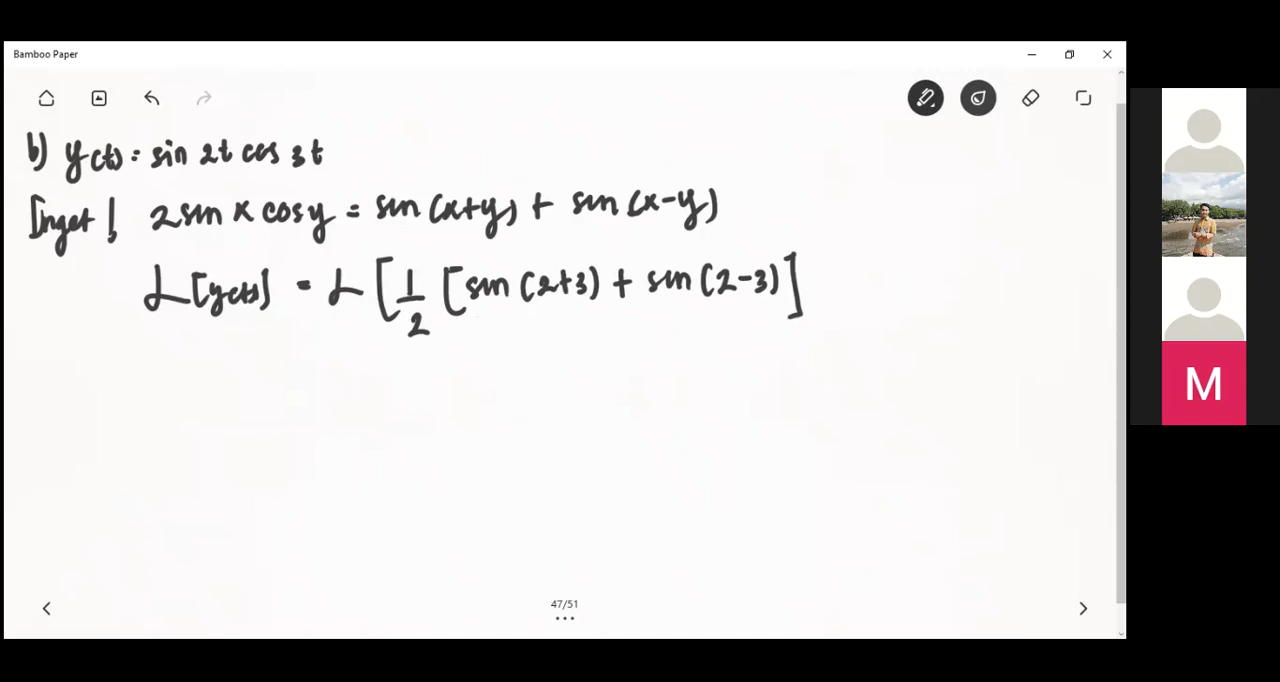 Bamboo Paper
b) y(t) = sin 2t cos 3t
Inget! 2 sin x cos y = sin (x+y) + sin (x-y)
L[y(t)] = L [1/2 [sin (2+3) + sin (2-3)]
47/51
M